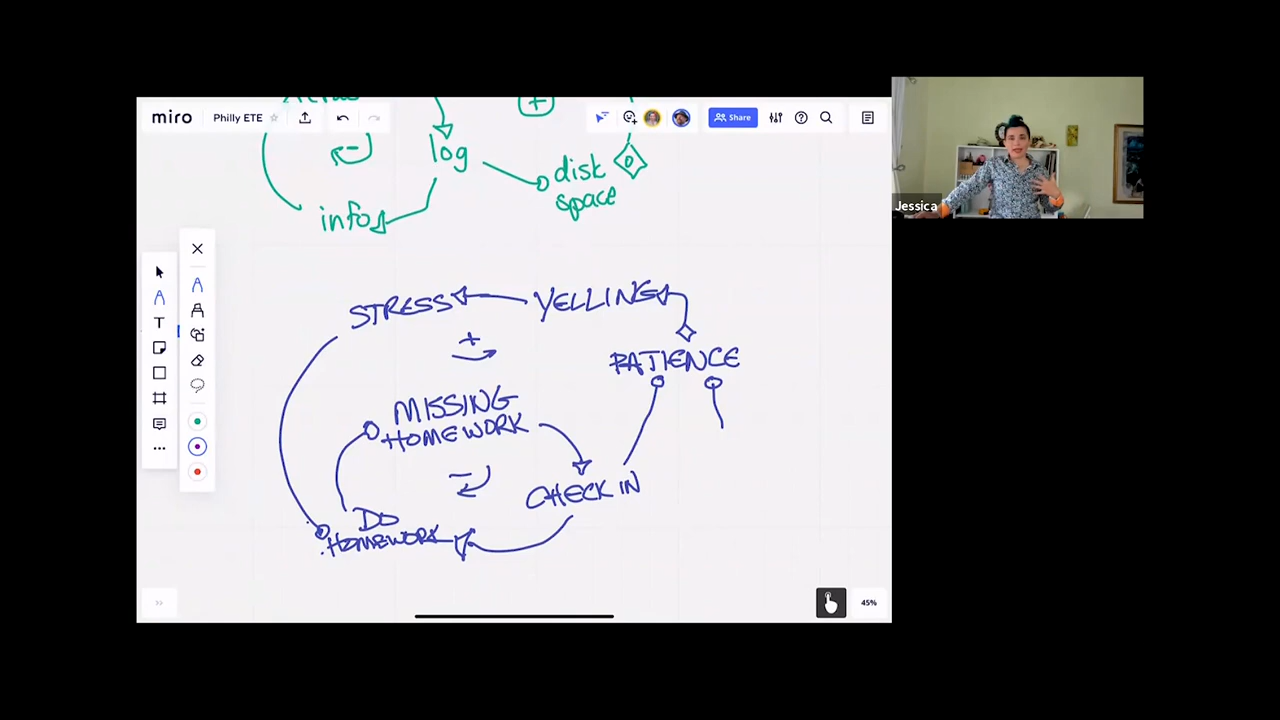 miro
Philly ETE
Share
+
-
log
0
disk
space
info
STRESS
YELLING
+
PATIENCE
MISSING
HOMEWORK
-
CHECK IN
DO
HOMEWORK
T
45%
Jessica